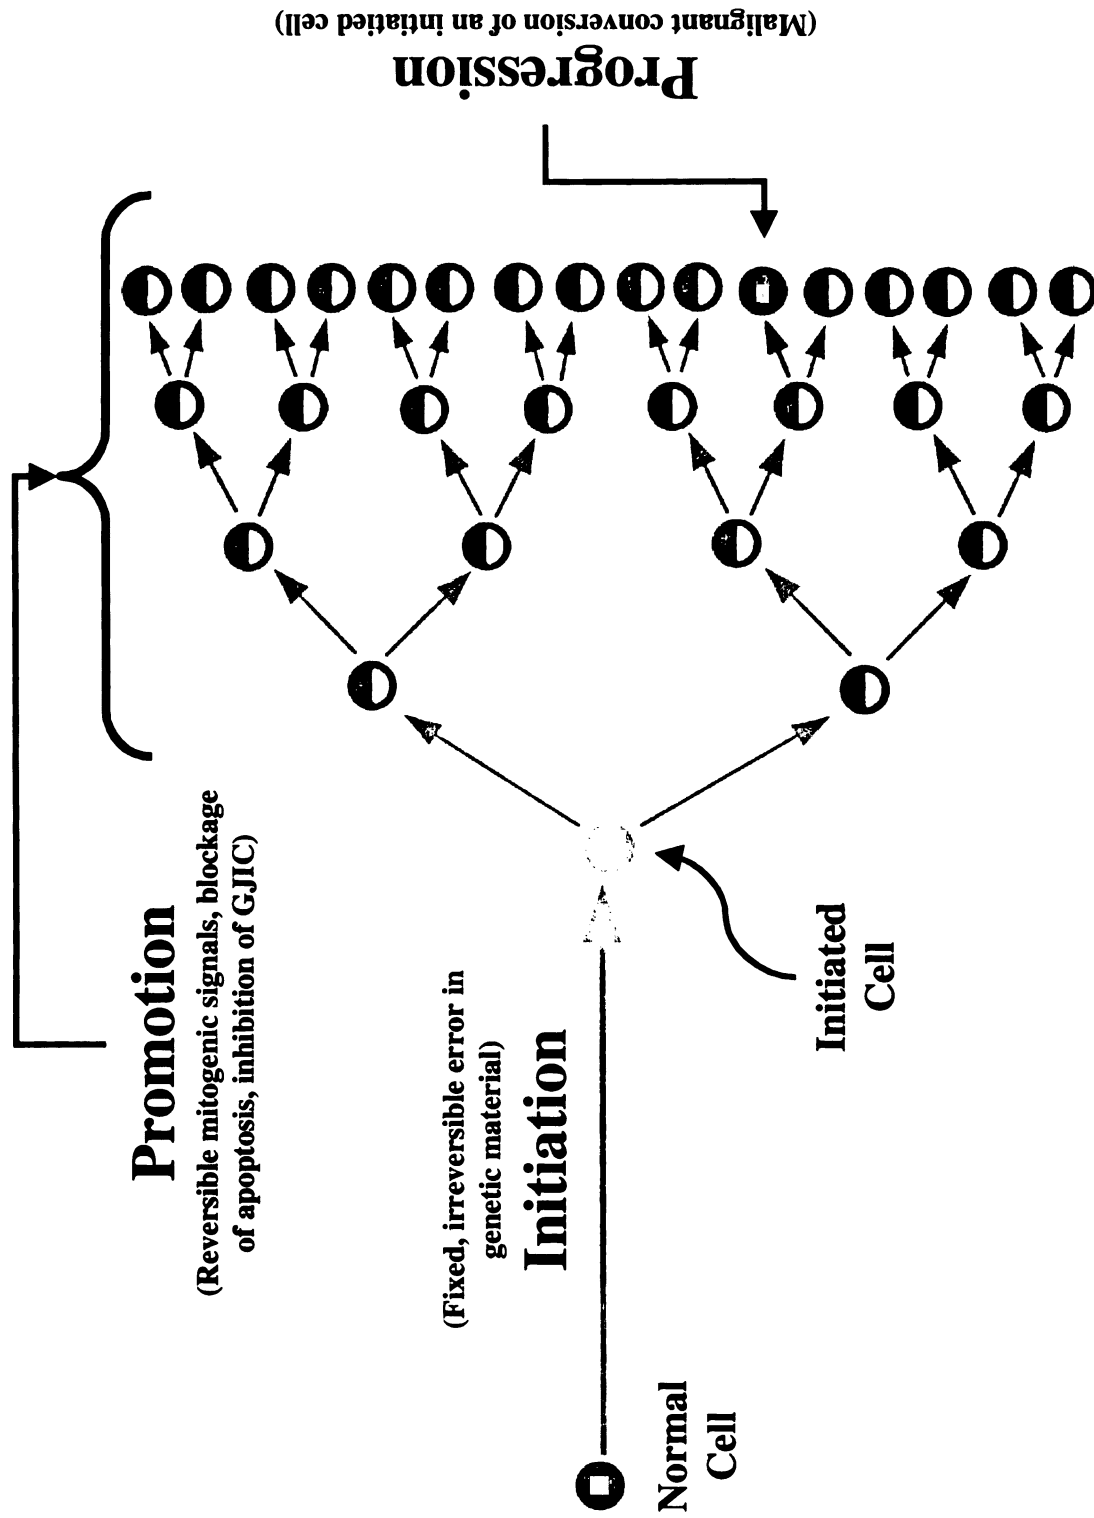 Promotion
(Reversible mitogenic signals, blockage
of apoptosis, inhibition of GJIC)
(Fixed, irreversible error in
genetic material)
Initiation
Normal
Cell
Initiated
Cell
Progression
(Malignant conversion of an intiatied cell)